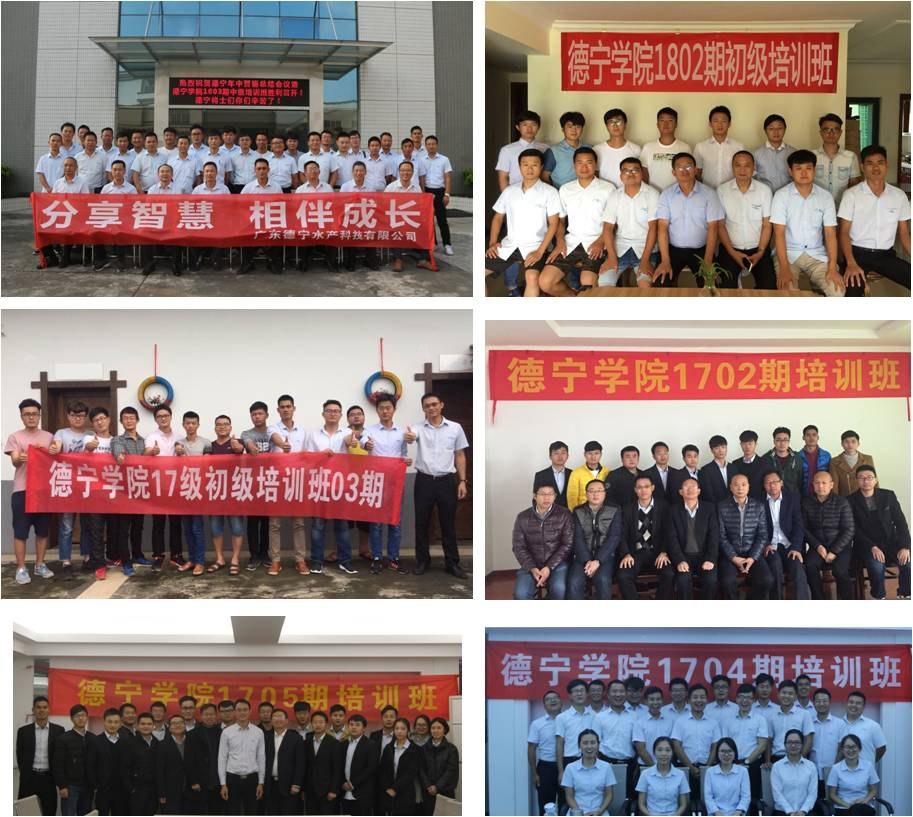 热烈祝贺德宁年中营销总结会议暨
德宁学院1803期中级培训班胜利召开！
德宁将士们你们辛苦了！
分享智慧 相伴成长
广东德宁水产科技有限公司
德宁学院1802期初级培训班
德宁学院17级初级培训班03期
德宁学院1702期培训班
德宁学院1705期培训班
德宁学院1704期培训班